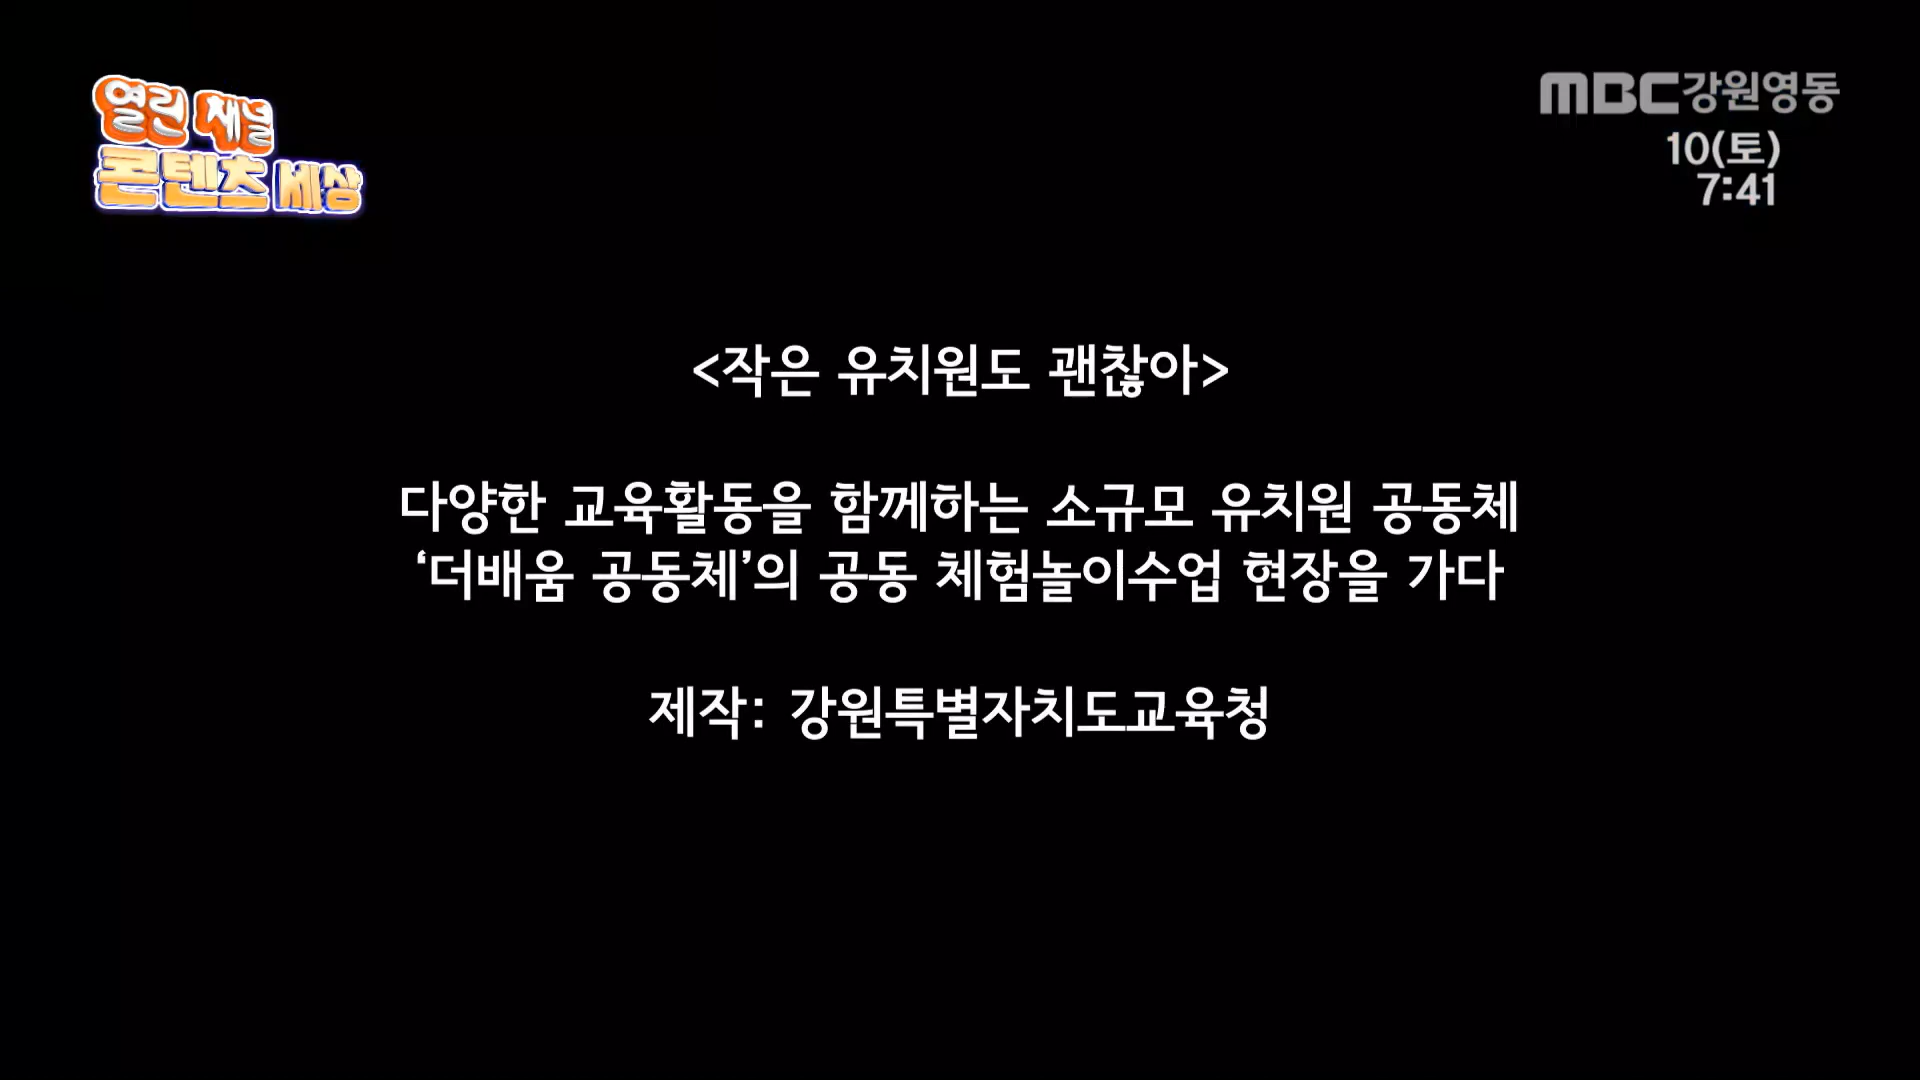 열린 채널
콘텐츠 세상
MBC강원영동
10(토)
7:41
<작은 유치원도 괜찮아>
다양한 교육활동을 함께하는 소규모 유치원 공동체
‘더배움 공동체’의 공동 체험놀이수업 현장을 가다
제작: 강원특별자치도교육청